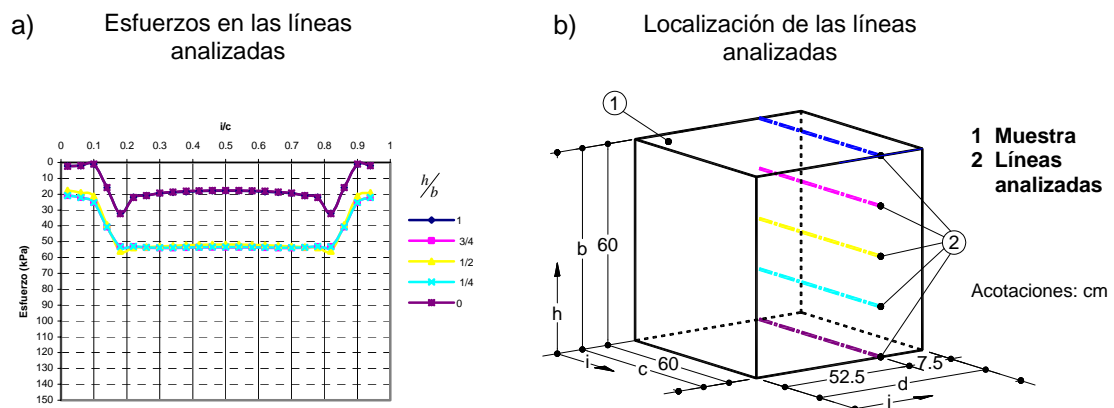 a)
Esfuerzos en las líneas
analizadas
i/c
0 0.1 0.2 0.3 0.4 0.5 0.6 0.7 0.8 0.9 1
0
10
20
30
40
50
60
70
80
90
100
110
120
130
140
150
Esfuerzo (kPa)
h/b
1
3/4
1/2
1/4
0
b)
Localización de las líneas
analizadas
1
1 Muestra
2 Líneas
analizadas
b
60
2
Acotaciones: cm
h
60
i
c
7.5
52.5
d
j